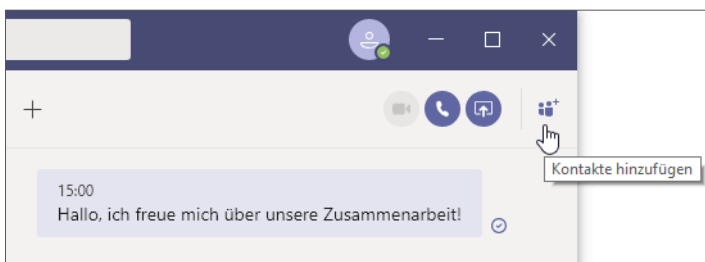 Kontakte hinzufügen
15:00
Hallo, ich freue mich über unsere Zusammenarbeit!